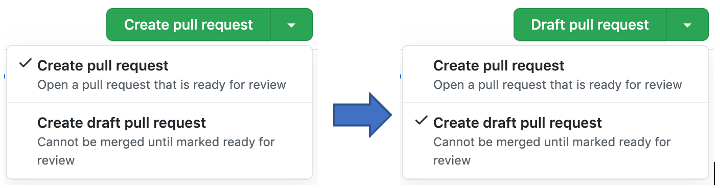 Create pull request
Create pull request
Open a pull request that is ready for review
Create draft pull request
Cannot be merged until marked ready for
review
Draft pull request
Create pull request
Open a pull request that is ready for review
Create draft pull request
Cannot be merged until marked ready for
review